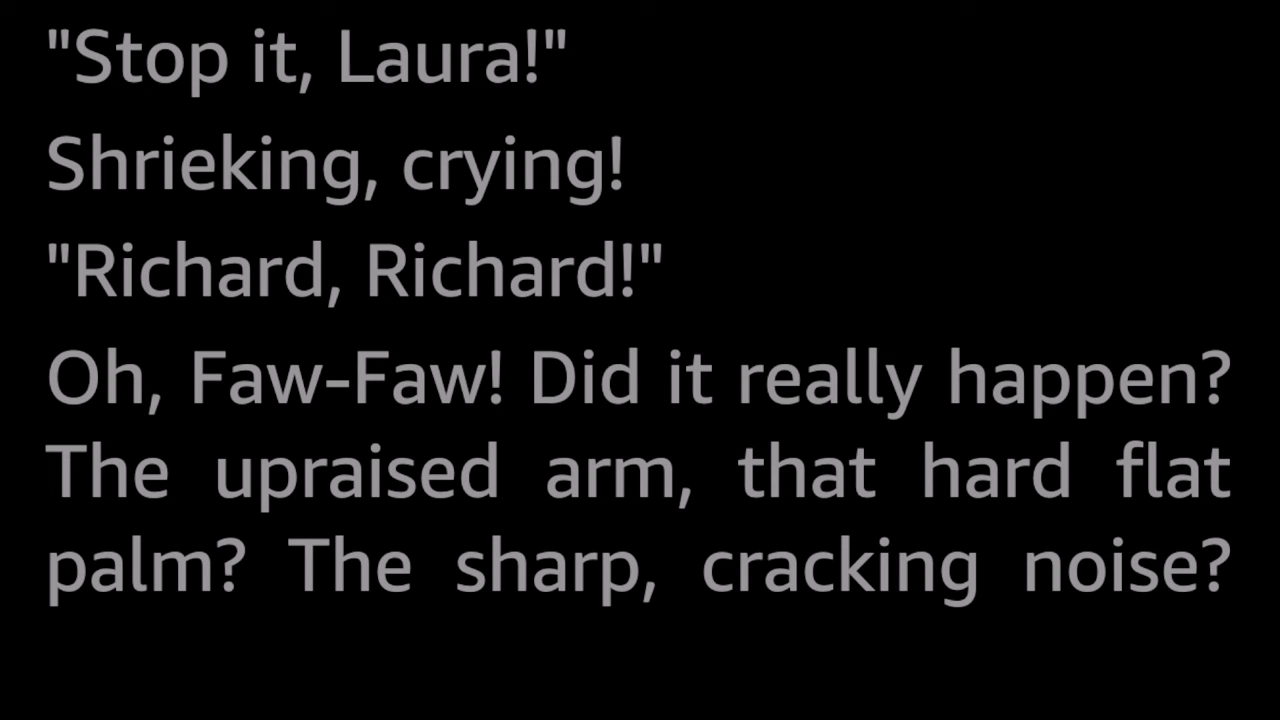 "Stop it, Laura!"
Shrieking, crying!
"Richard, Richard!"
Oh, Faw-Faw! Did it really happen?
The upraised arm, that hard flat
palm? The sharp, cracking noise?